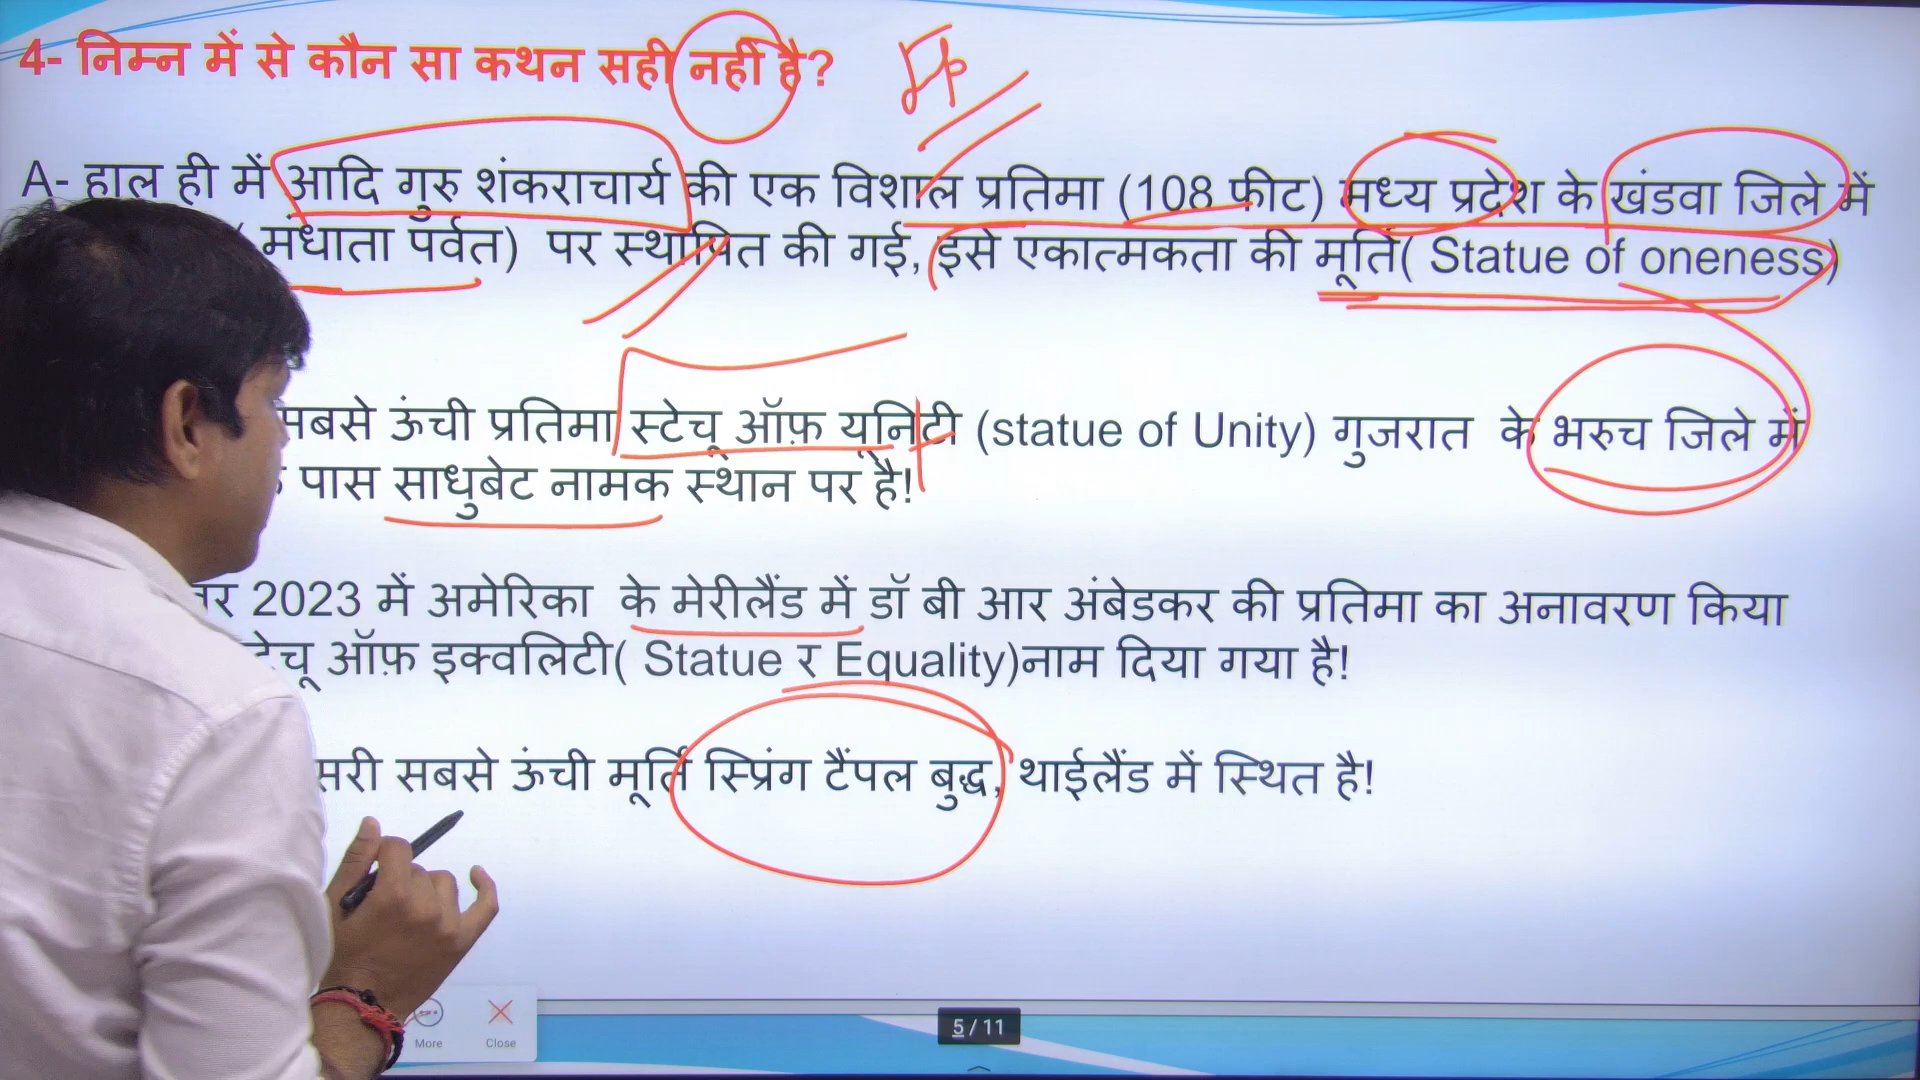 4- निम्न में से कौन सा कथन सही नहीं है?
A- हाल ही में आदि गुरु शंकराचार्य की एक विशाल प्रतिमा (108 फीट) मध्य प्रदेश के खंडवा जिले में
( मंधाता पर्वत) पर स्थापित की गई, इसे एकात्मकता की मूर्ति( Statue of oneness)
सबसे ऊंची प्रतिमा स्टेचू ऑफ़ यूनिटी (statue of Unity) गुजरात के भरुच जिले में
पास साधुबेट नामक स्थान पर है!
2023 में अमेरिका के मेरीलैंड में डॉ बी आर अंबेडकर की प्रतिमा का अनावरण किया
ऑफ़ इक्वलिटी( Statue र Equality)नाम दिया गया है!
सबसे ऊंची मूर्ति स्प्रिंग टैंपल बुद्ध, थाईलैंड में स्थित है!
More Close
5 / 11